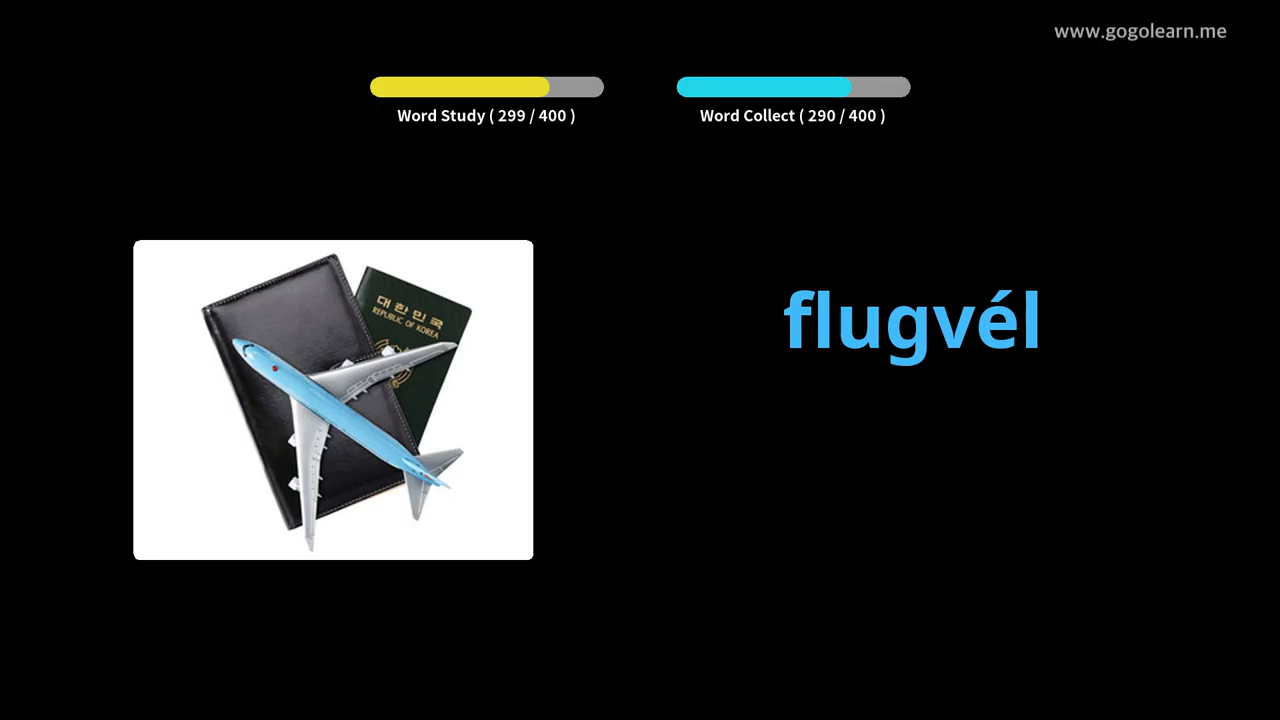 www.gogolearn.me
Word Study ( 299 / 400 )
Word Collect ( 290 / 400 )
대한민국
REPUBLIC OF KOREA
flugvél